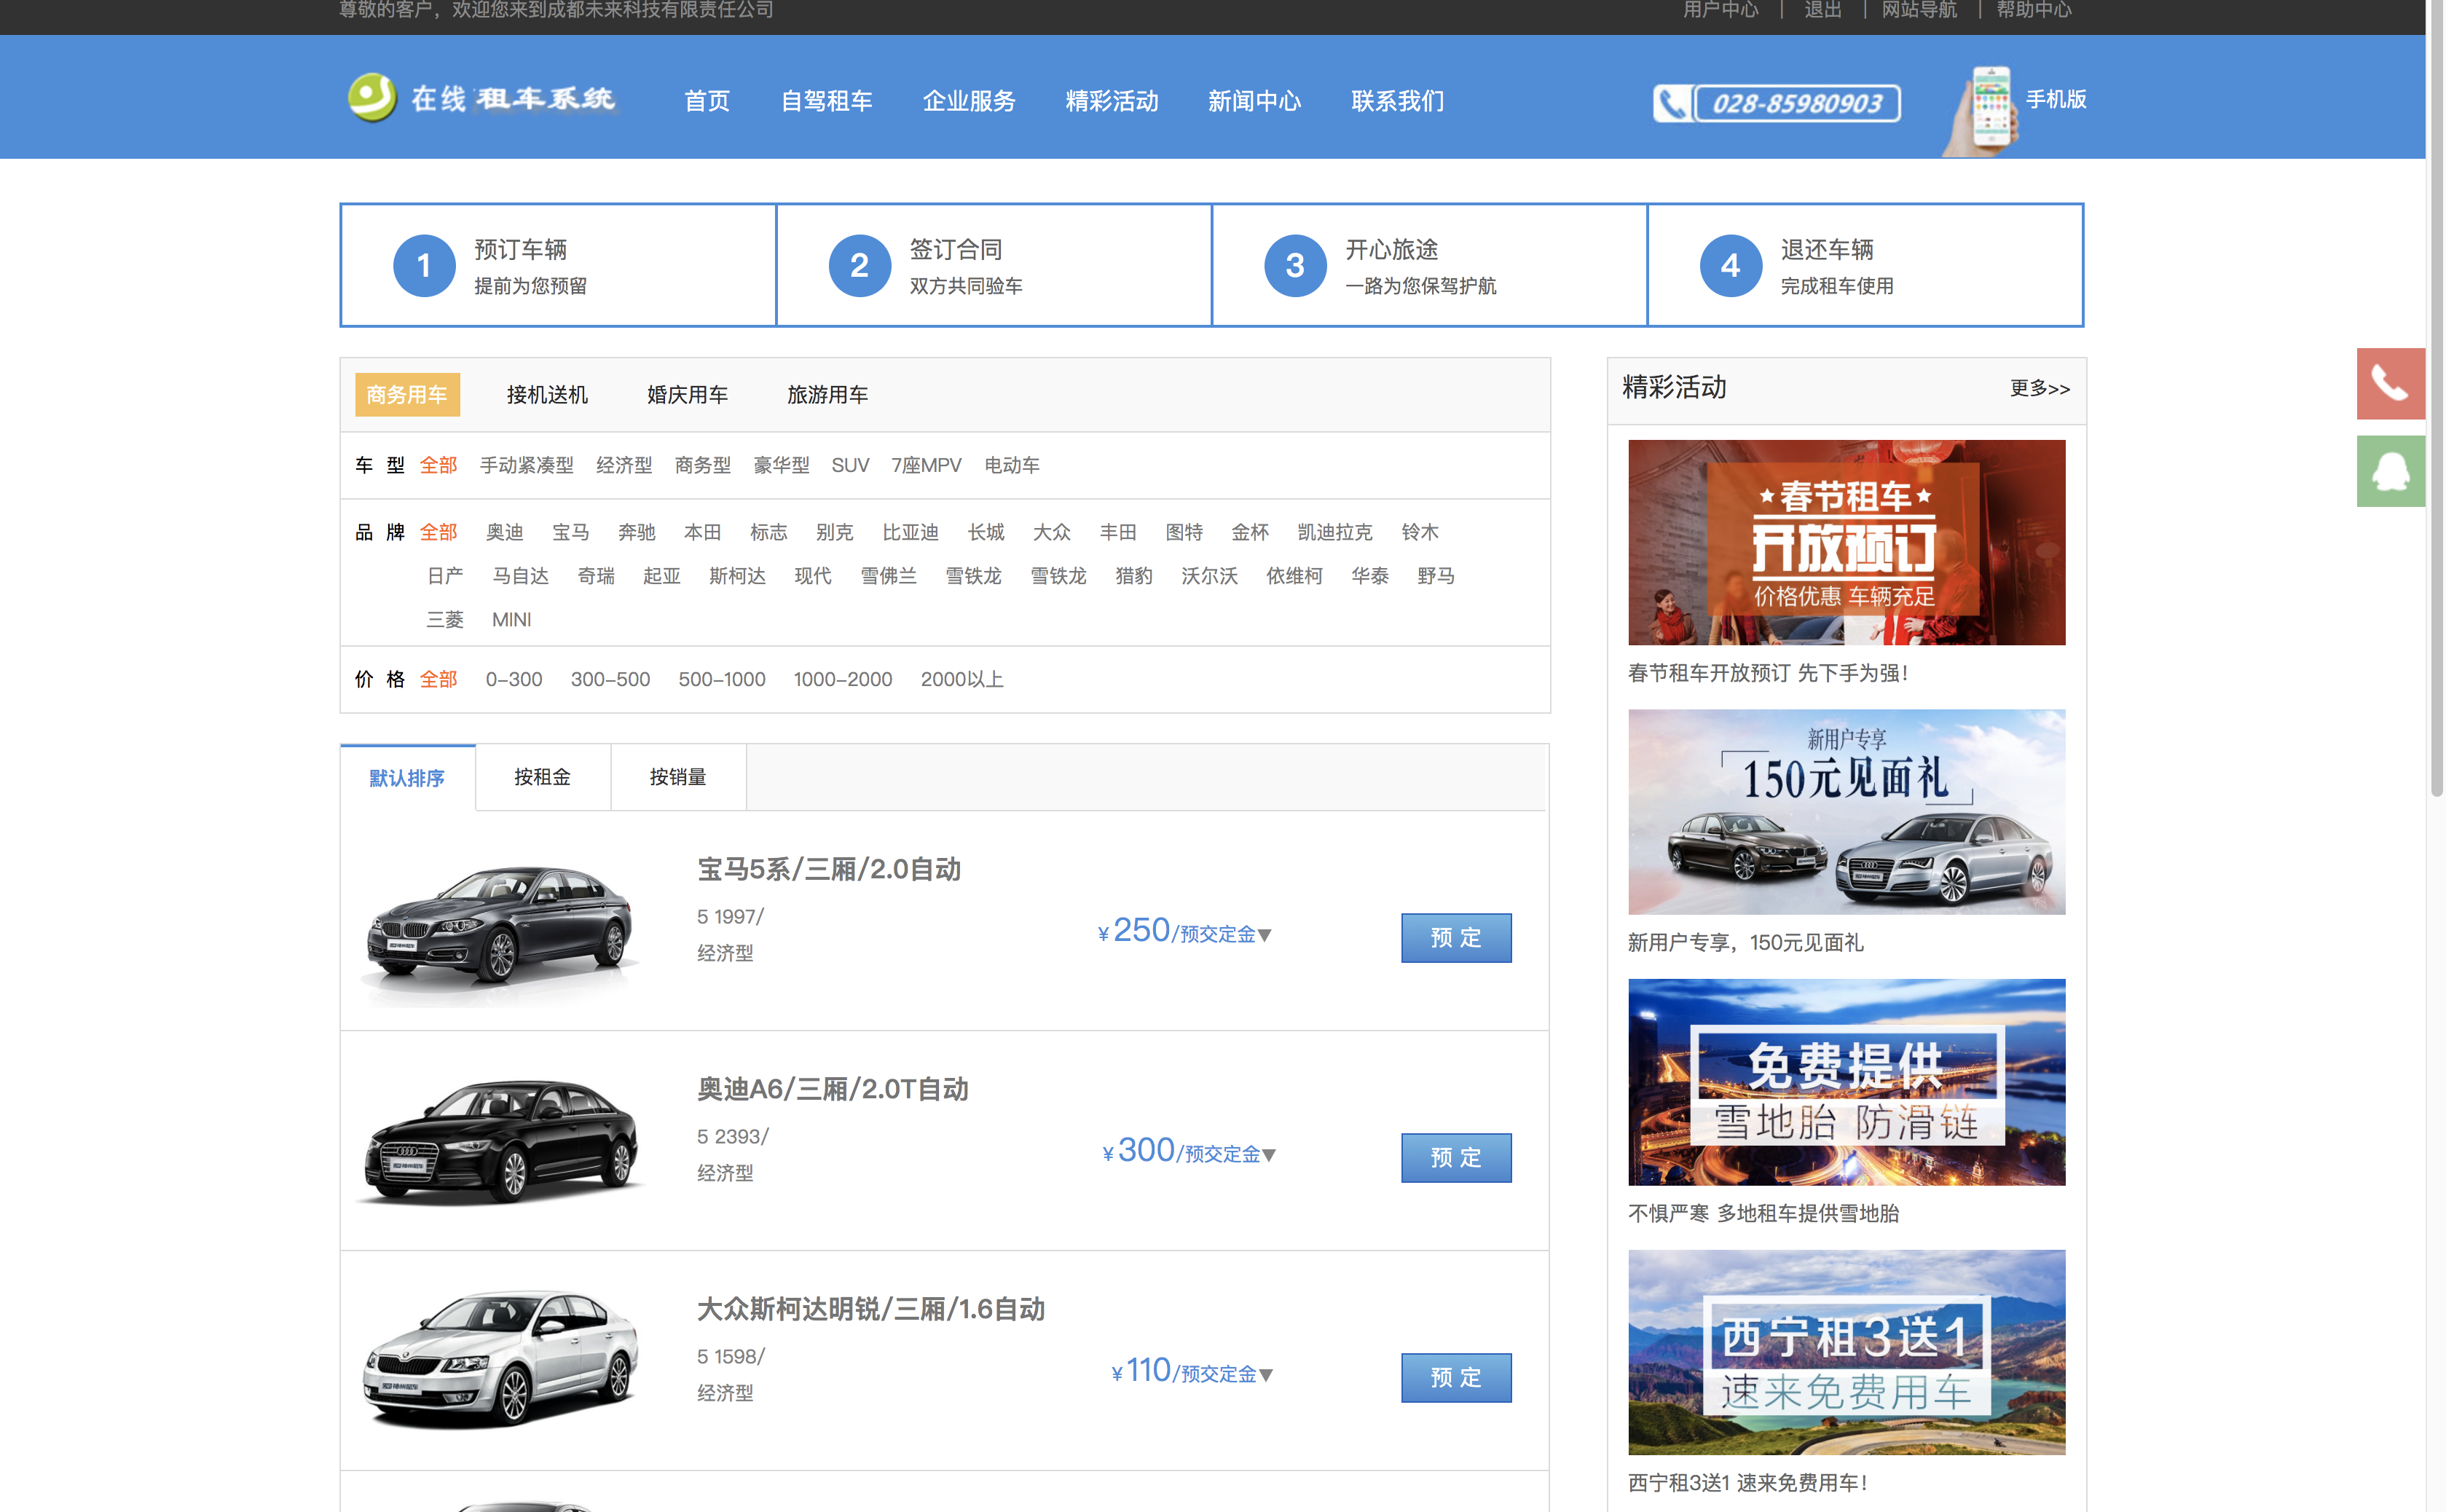 尊敬的客户，欢迎您来到成都未来科技有限责任公司
用户中心 | 退出 | 网站导航 | 帮助中心
在线 租车系统
首页 自驾租车 企业服务 精彩活动 新闻中心 联系我们
028-85980903
手机版
1 预订车辆
提前为您预留
2 签订合同
双方共同验车
3 开心旅途
一路为您保驾护航
4 退还车辆
完成租车使用
商务用车 接机送机 婚庆用车 旅游用车
车 型 全部 手动紧凑型 经济型 商务型 豪华型 SUV 7座MPV 电动车
品 牌 全部 奥迪 宝马 奔驰 本田 标志 别克 比亚迪 长城 大众 丰田 图特 金杯 凯迪拉克 铃木
日产 马自达 奇瑞 起亚 斯柯达 现代 雪佛兰 雪铁龙 雪铁龙 猎豹 沃尔沃 依维柯 华泰 野马
三菱 MINI
价 格 全部 0-300 300-500 500-1000 1000-2000 2000以上
默认排序 按租金 按销量
宝马5系/三厢/2.0自动
5 1997/
经济型
¥250/预交定金▼
预 定
奥迪A6/三厢/2.0T自动
5 2393/
经济型
¥300/预交定金▼
预 定
大众斯柯达明锐/三厢/1.6自动
5 1598/
经济型
¥110/预交定金▼
预 定
精彩活动 更多>>
★春节租车★
开放预订
价格优惠 车辆充足
春节租车开放预订 先下手为强！
新用户专享
150元见面礼
新用户专享，150元见面礼
免费提供
雪地胎 防滑链
不惧严寒 多地租车提供雪地胎
西宁租3送1
速来免费用车
西宁租3送1 速来免费用车！